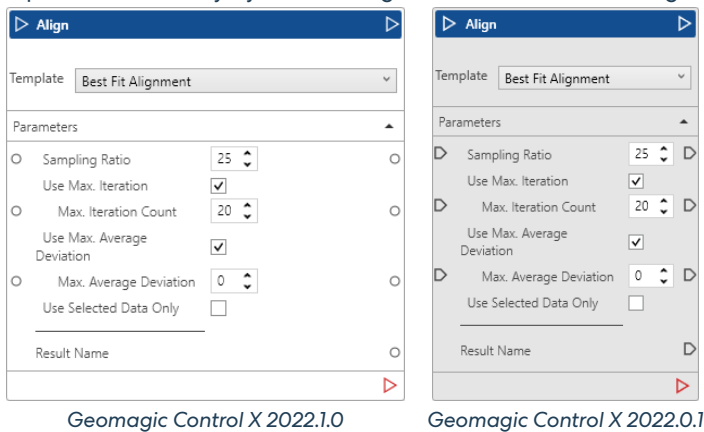 Align
Template Best Fit Alignment
Parameters
Sampling Ratio 25
Use Max. Iteration
Max. Iteration Count 20
Use Max. Average
Deviation
Max. Average Deviation 0
Use Selected Data Only
Result Name
Geomagic Control X 2022.1.0
Align
Template Best Fit Alignment
Parameters
Sampling Ratio 25
Use Max. Iteration
Max. Iteration Count 20
Use Max. Average
Deviation
Max. Average Deviation 0
Use Selected Data Only
Result Name
Geomagic Control X 2022.0.1